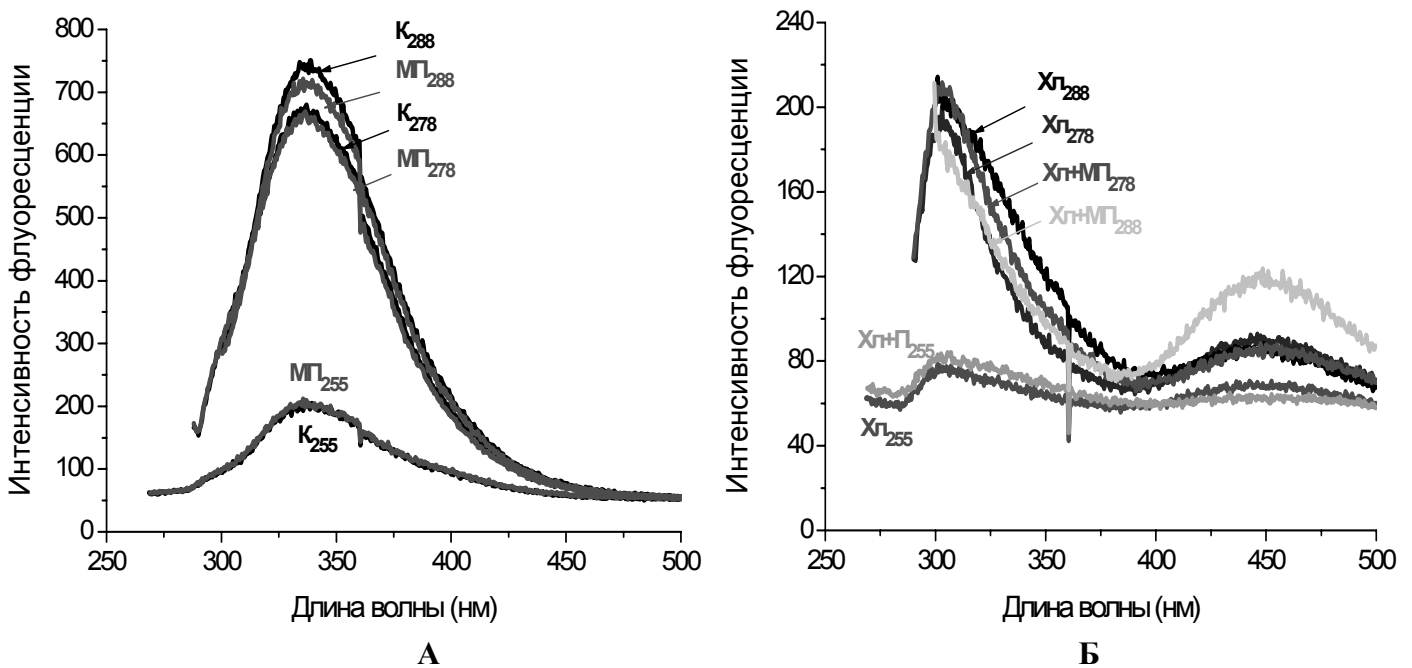 Интенсивность флуоресценции
800
700
600
500
400
300
200
100
0
К288
МП288
К278
МП278
МП255
К255
250
300
350
400
450
500
Длина волны (нм)
А
Интенсивность флуоресценции
240
200
160
120
80
40
0
Хл288
Хл278
Хл+МП278
Хл+МП288
Хл+П255
Хл255
250
300
350
400
450
500
Длина волны (нм)
Б